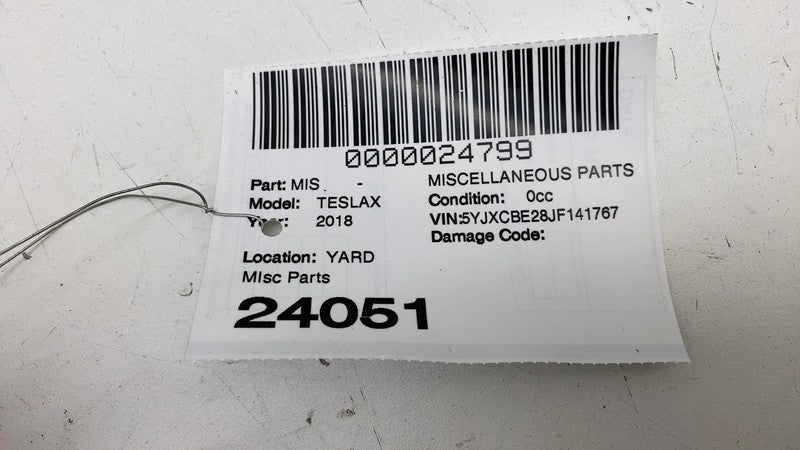 0000024799
Part: MIS - MISCELLANEOUS PARTS
Model: TESLAX Condition: 0cc
Year: 2018 VIN:5YJXCBE28JF141767
Damage Code:
Location: YARD
MIsc Parts
24051